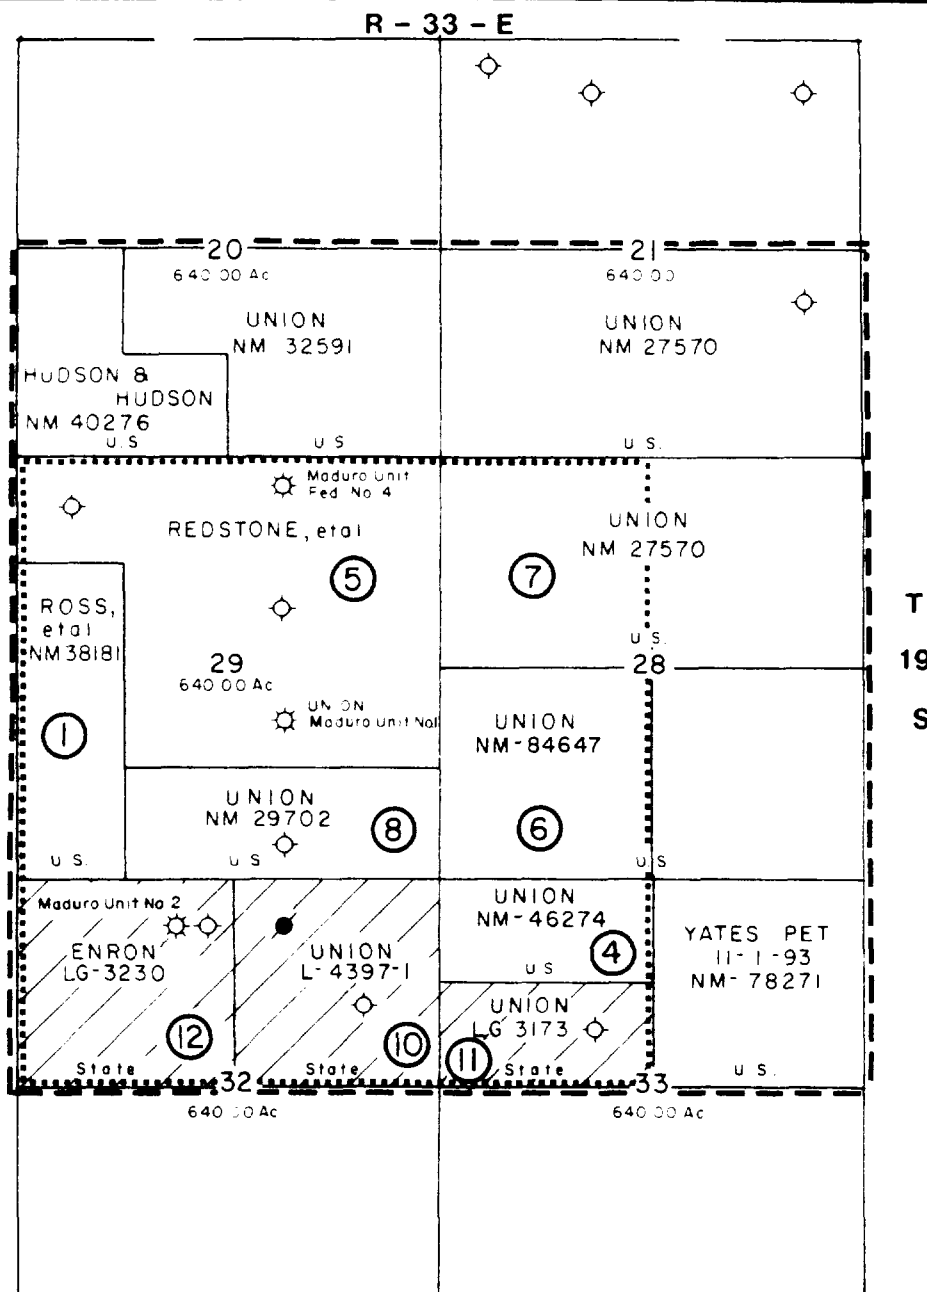 R - 33 - E
20
640.00 Ac
21
640.00
UNION
NM 32591
UNION
NM 27570
HUDSON &
HUDSON
NM 40276
U.S
U S
U S.
Maduro Unit
Fed No 4
REDSTONE, etal
UNION
NM 27570
5
7
ROSS,
etal
NM38181
T
19
S
U.S.
29
640.00 Ac
28
UNION
Maduro Unit No1
UNION
NM-84647
1
UNION
NM 29702
8
6
U S.
U S
U S
Maduro Unit No 2
ENRON
LG-3230
UNION
L-4397-1
UNION
NM-46274
4
U S
YATES PET
11-1-93
NM-78271
UNION
LG 3173
12
10
11
State
State
State
U S.
32
640.00 Ac
33
640.00 Ac